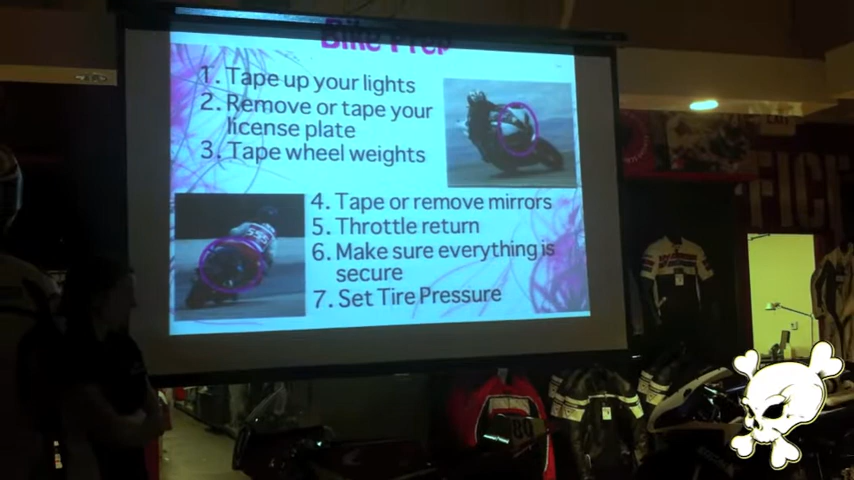 Bike Prep
1. Tape up your lights
2. Remove or tape your
license plate
3. Tape wheel weights
4. Tape or remove mirrors
5. Throttle return
6. Make sure everything is
secure
7. Set Tire Pressure
80